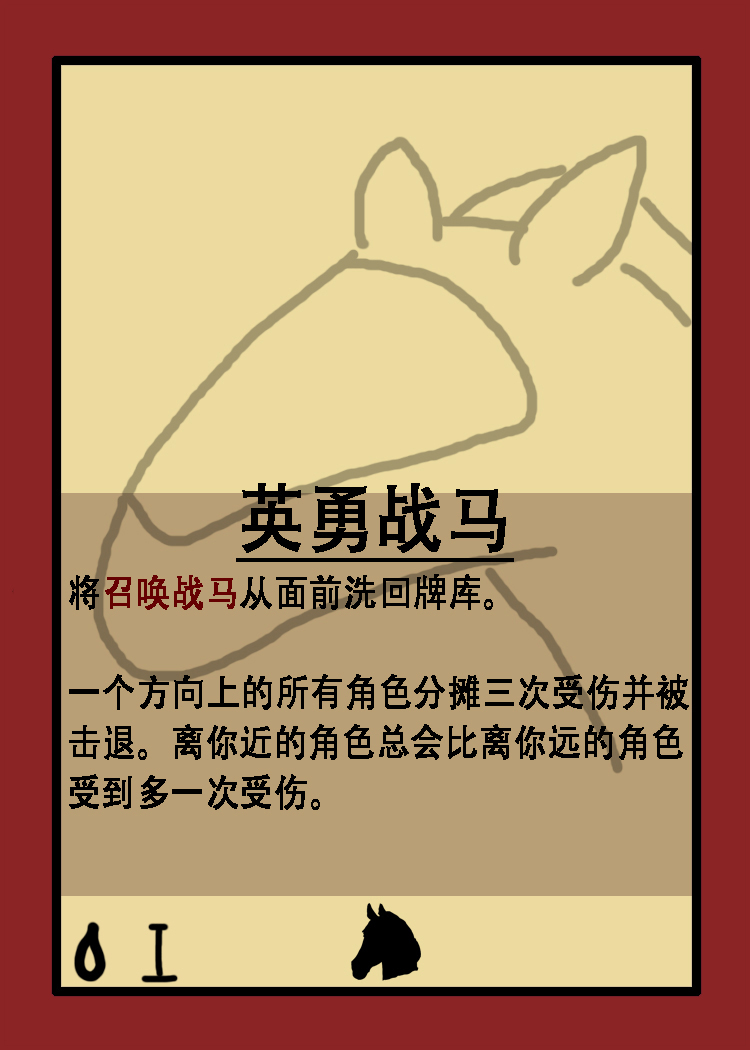 英勇战马
将召唤战马从面前洗回牌库。
一个方向上的所有角色分摊三次受伤并被
击退。离你近的角色总会比离你远的角色
受到多一次受伤。
0 I